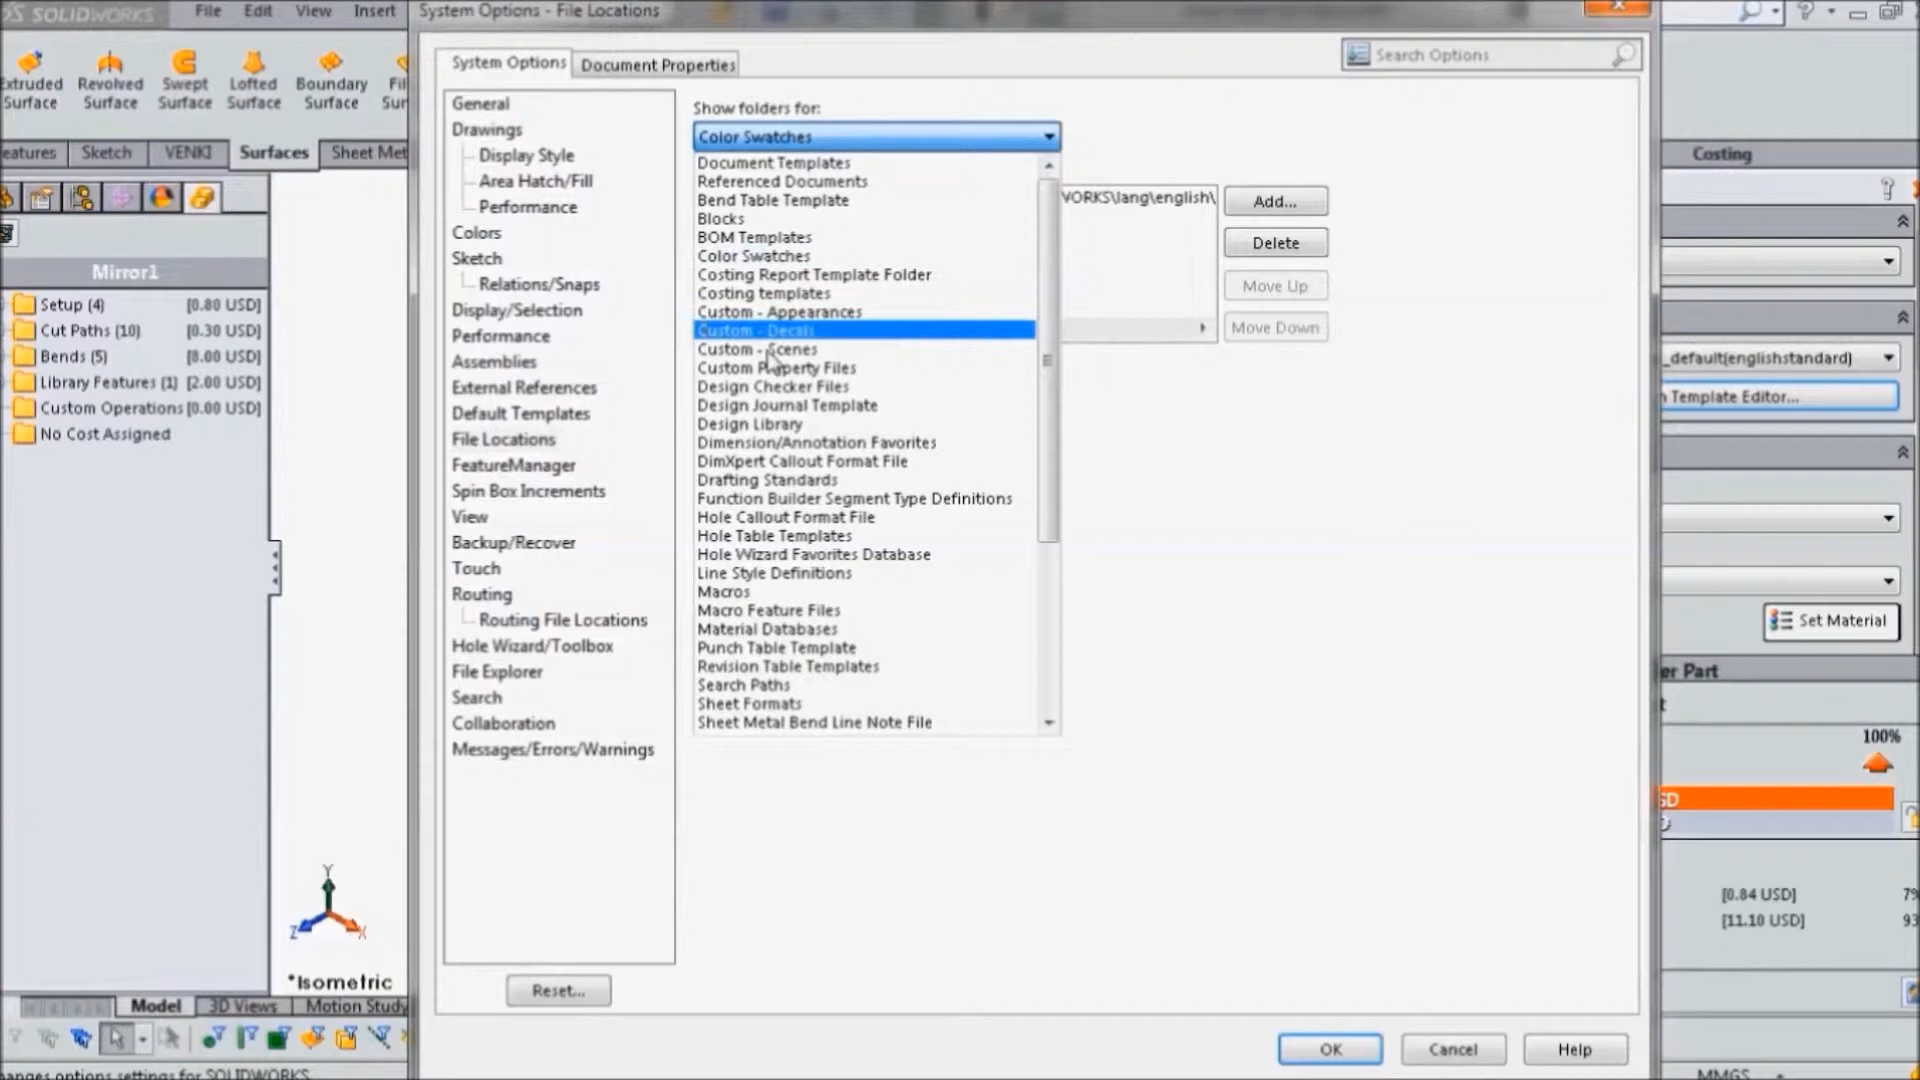 SOLIDWORKS
File Edit View Insert
System Options - File Locations
Extruded Surface
Revolved Surface
Swept Surface
Lofted Surface
Boundary Surface
Fil
Sur
eatures Sketch VENKI Surfaces Sheet Met
Mirror1
Setup (4) [0.80 USD]
Cut Paths (10) [0.30 USD]
Bends (5) [8.00 USD]
Library Features (1) [2.00 USD]
Custom Operations [0.00 USD]
No Cost Assigned
Y
Z
X
*Isometric
Model 3D Views Motion Study
hanges options settings for SOLIDWORKS
System Options Document Properties
Search Options
General
Drawings
Display Style
Area Hatch/Fill
Performance
Colors
Sketch
Relations/Snaps
Display/Selection
Performance
Assemblies
External References
Default Templates
File Locations
FeatureManager
Spin Box Increments
View
Backup/Recover
Touch
Routing
Routing File Locations
Hole Wizard/Toolbox
File Explorer
Search
Collaboration
Messages/Errors/Warnings
Reset...
Show folders for:
Color Swatches
Document Templates
Referenced Documents
Bend Table Template
Blocks
BOM Templates
Color Swatches
Costing Report Template Folder
Costing templates
Custom - Appearances
Custom - Decals
Custom - Scenes
Custom Property Files
Design Checker Files
Design Journal Template
Design Library
Dimension/Annotation Favorites
DimXpert Callout Format File
Drafting Standards
Function Builder Segment Type Definitions
Hole Callout Format File
Hole Table Templates
Hole Wizard Favorites Database
Line Style Definitions
Macros
Macro Feature Files
Material Databases
Punch Table Template
Revision Table Templates
Search Paths
Sheet Formats
Sheet Metal Bend Line Note File
WORKS\lang\english\
Add...
Delete
Move Up
Move Down
OK Cancel Help
Costing
_default(englishstandard)
Template Editor...
Set Material
er Part
100%
SD
[0.84 USD] 7%
[11.10 USD] 93
MMGS